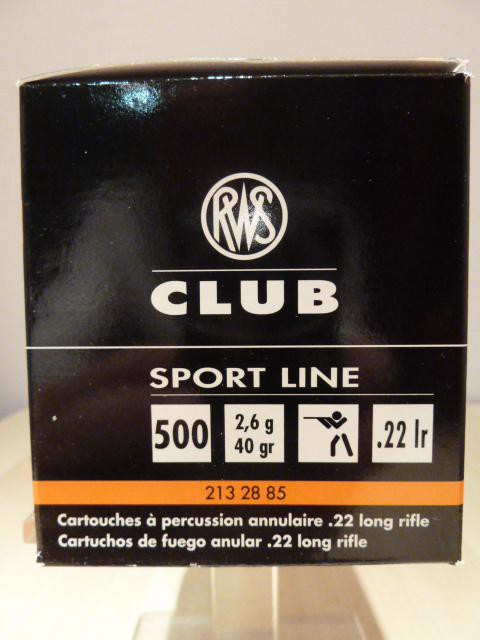 RWS
CLUB
SPORT LINE
500
2,6 g
40 gr
.22 lr
213 28 85
Cartouches à percussion annulaire .22 long rifle
Cartuchos de fuego anular .22 long rifle